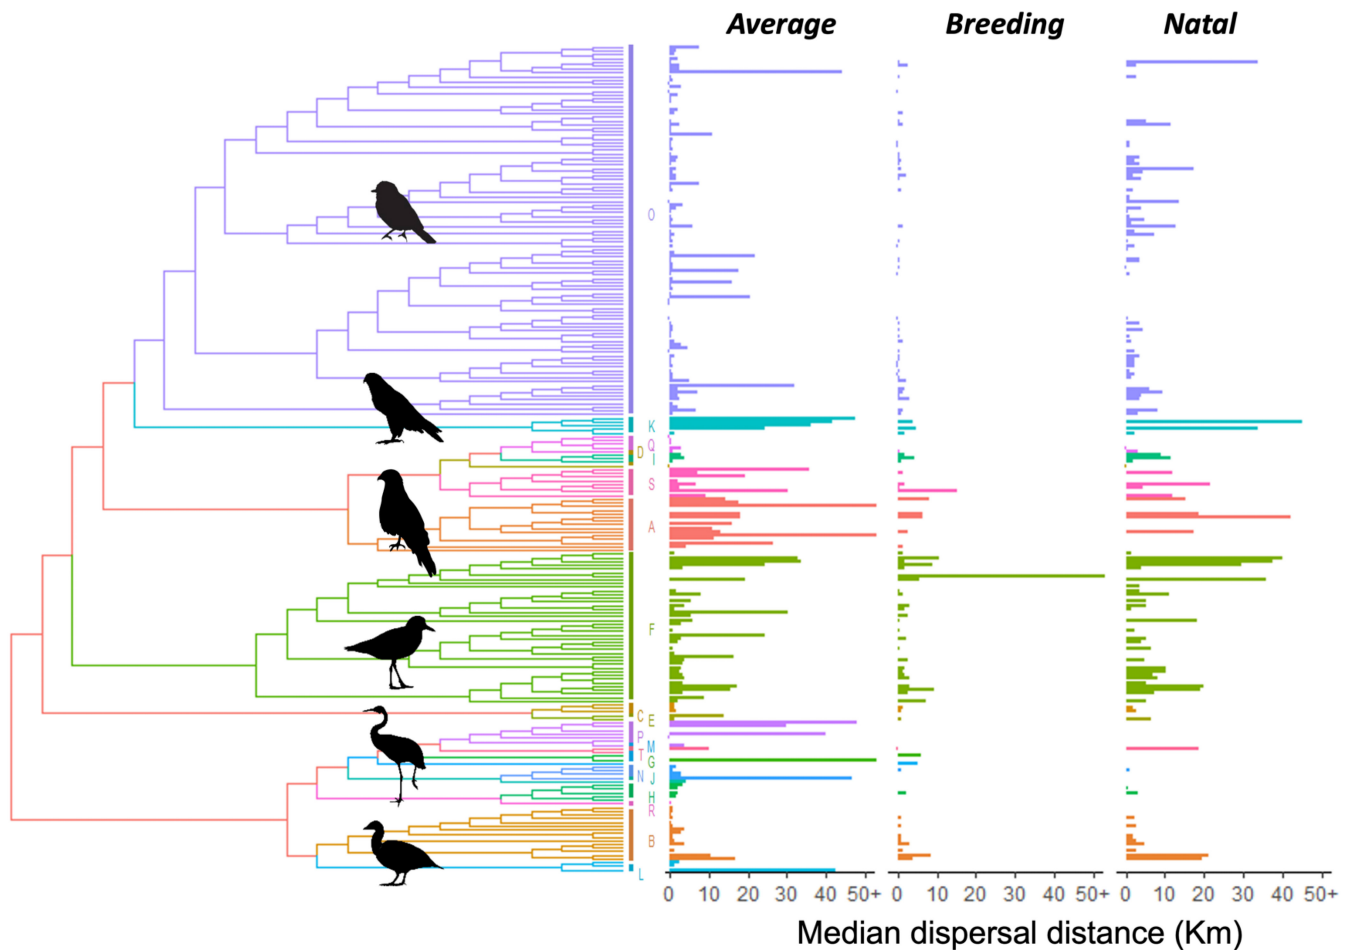 Average Breeding Natal
O
K
Q
D
I
S
A
F
C E
P
M
T
G
N J
H
R
B
L
0 10 20 30 40 50+ 0 10 20 30 40 50+ 0 10 20 30 40 50+
Median dispersal distance (Km)